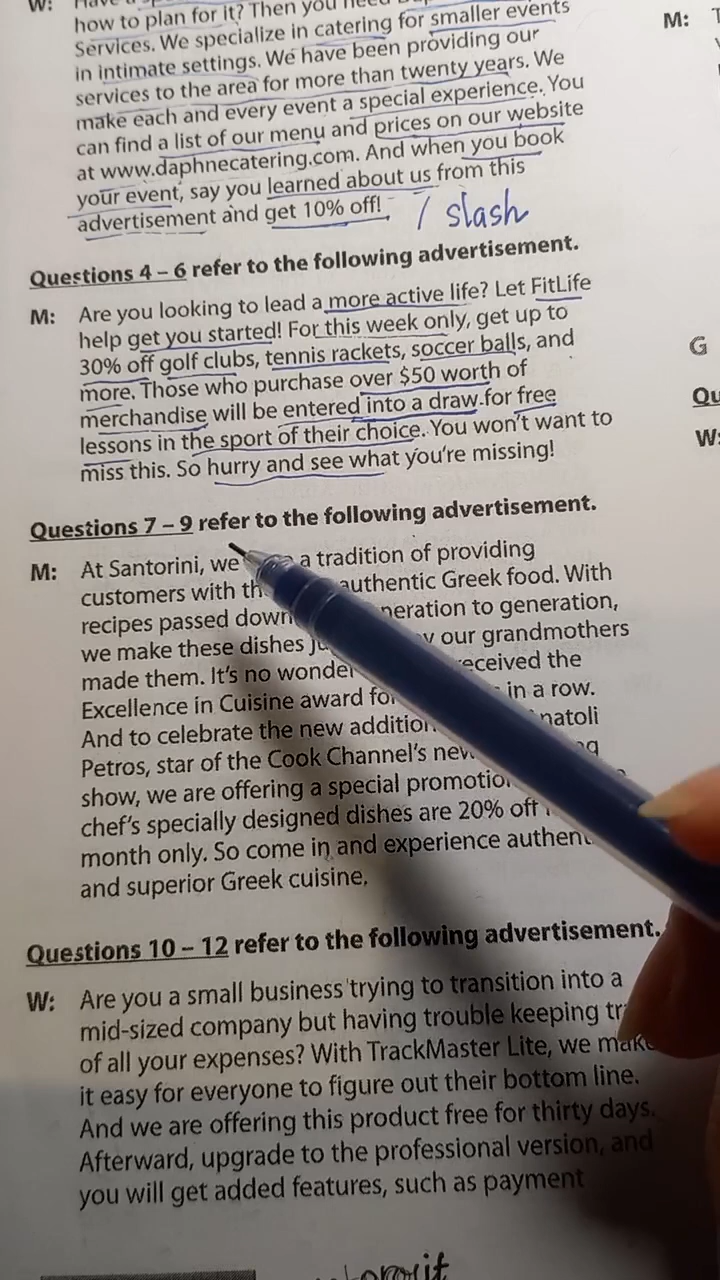 W: Have a
how to plan for it? Then you need
Services. We specialize in catering for smaller events
in intimate settings. We have been providing our
services to the area for more than twenty years. We
make each and every event a special experience. You
can find a list of our menu and prices on our website
at www.daphnecatering.com. And when you book
your event, say you learned about us from this
advertisement and get 10% off!
/ slash
Questions 4 – 6 refer to the following advertisement.
M: Are you looking to lead a more active life? Let FitLife
help get you started! For this week only, get up to
30% off golf clubs, tennis rackets, soccer balls, and
more. Those who purchase over $50 worth of
merchandise will be entered into a draw for free
lessons in the sport of their choice. You won't want to
miss this. So hurry and see what you're missing!
Questions 7 – 9 refer to the following advertisement.
M: At Santorini, we a tradition of providing
customers with authentic Greek food. With
recipes passed down generation to generation,
we make these dishes our grandmothers
made them. It's no wonder received the
Excellence in Cuisine award for in a row.
And to celebrate the new addition natoli
Petros, star of the Cook Channel's new
show, we are offering a special promotion
chef's specially designed dishes are 20% off
month only. So come in and experience authen
and superior Greek cuisine.
Questions 10 – 12 refer to the following advertisement.
W: Are you a small business trying to transition into a
mid-sized company but having trouble keeping tr
of all your expenses? With TrackMaster Lite, we make
it easy for everyone to figure out their bottom line.
And we are offering this product free for thirty days.
Afterward, upgrade to the professional version, and
you will get added features, such as payment
M:
G
Qu
W: